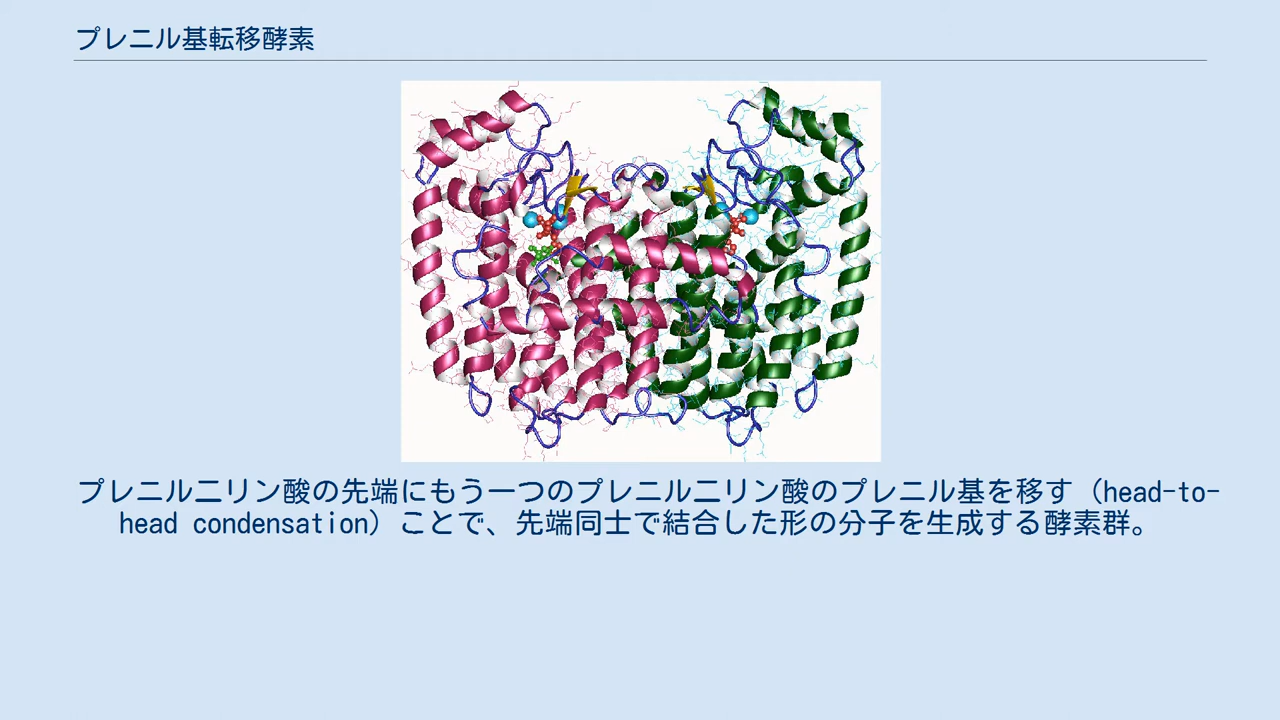 プレニル基転移酵素
プレニル二リン酸の先端にもう一つのプレニル二リン酸のプレニル基を移す（head-to-
head condensation）ことで、先端同士で結合した形の分子を生成する酵素群。